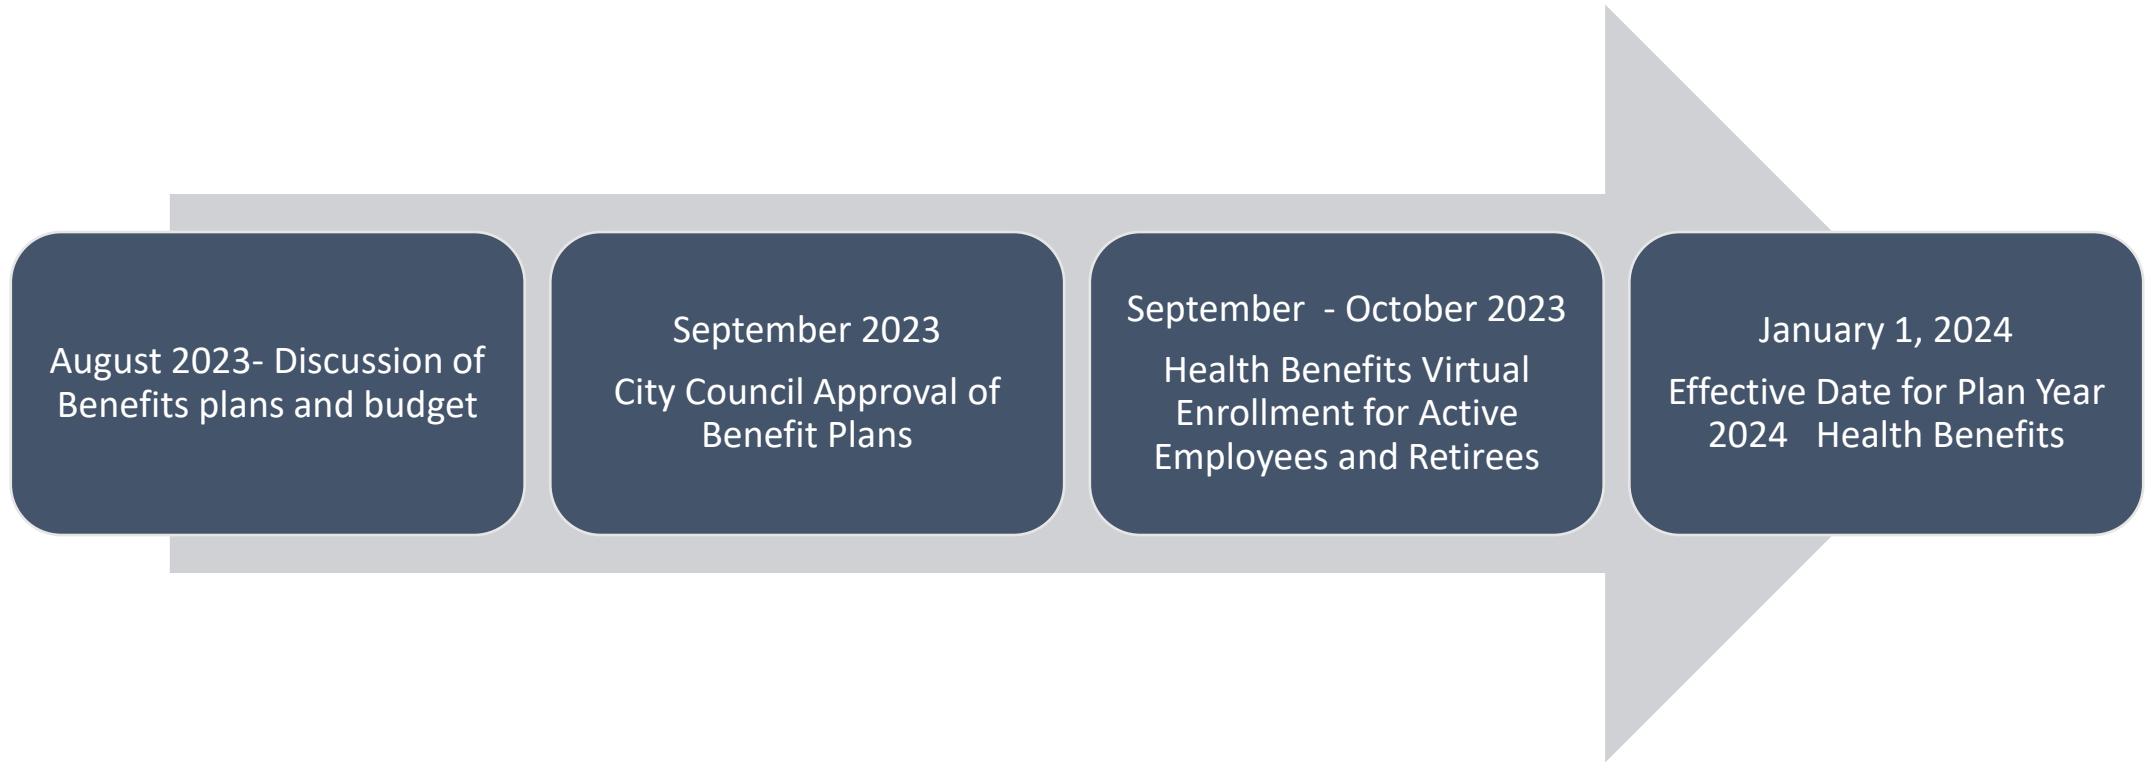 August 2023- Discussion of
Benefits plans and budget
September 2023
City Council Approval of
Benefit Plans
September  - October 2023
Health Benefits Virtual
Enrollment for Active
Employees and Retirees
January 1, 2024
Effective Date for Plan Year
2024   Health Benefits